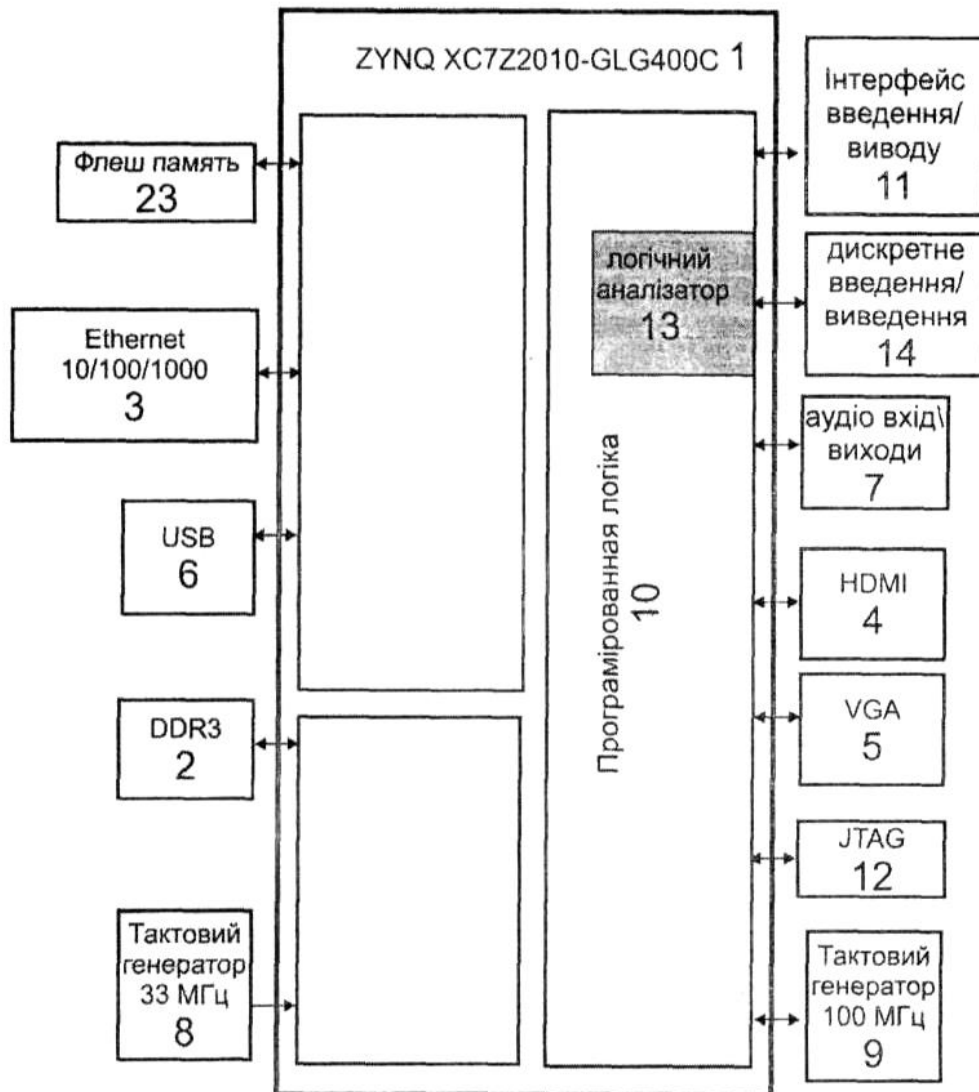 ZYNQ XC7Z2010-GLG400C 1
Флеш память
23
Ethernet
10/100/1000
3
USB
6
DDR3
2
Тактовий
генератор
33 МГц
8
логічний
аналізатор
13
Програмірованная логіка
10
Інтерфейс
введення/
виводу
11
дискретне
введення/
виведення
14
аудіо вхід\
виходи
7
HDMI
4
VGA
5
JTAG
12
Тактовий
генератор
100 МГц
9